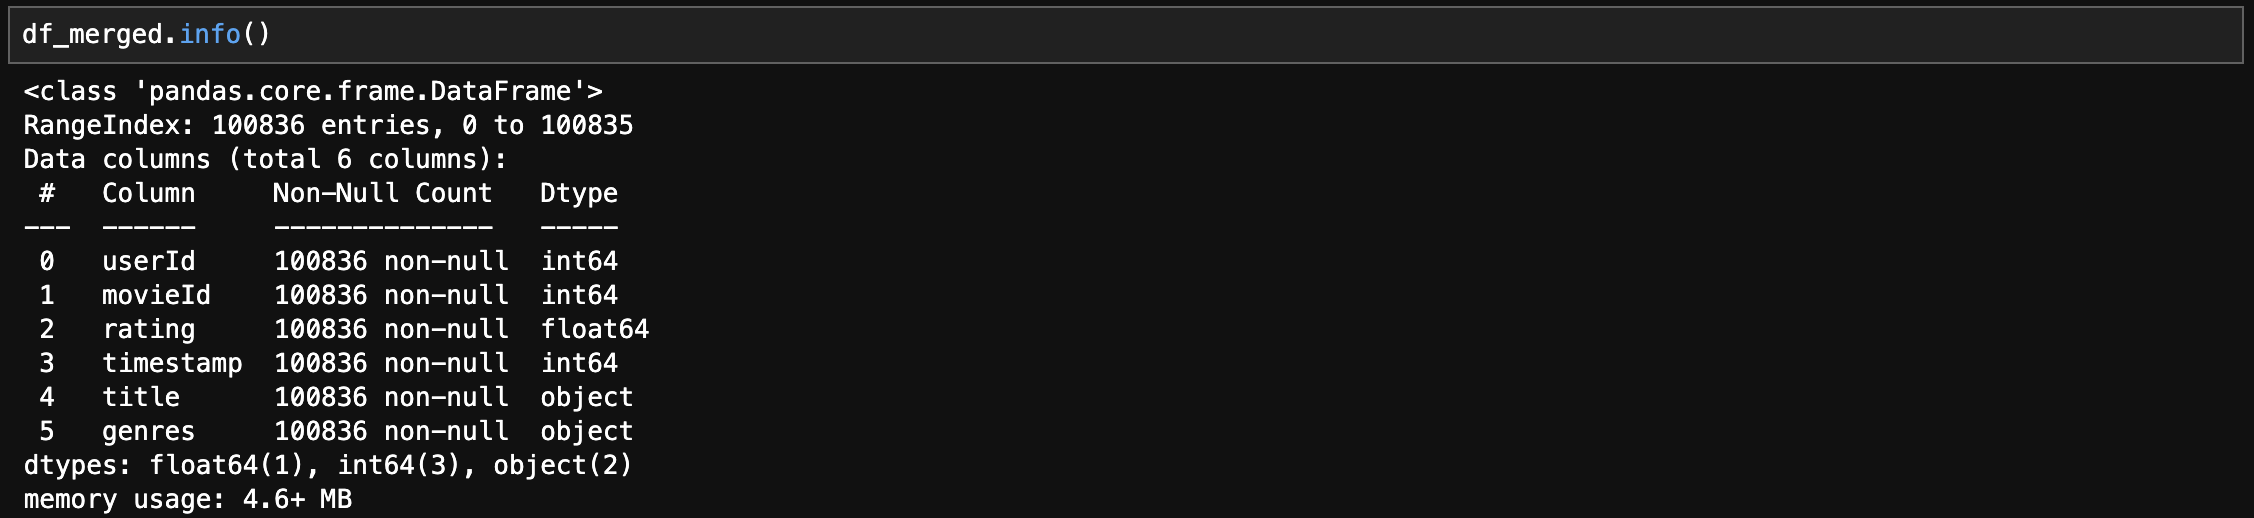 df_merged.info()
<class 'pandas.core.frame.DataFrame'>
RangeIndex: 100836 entries, 0 to 100835
Data columns (total 6 columns):
 #   Column     Non-Null Count   Dtype
---  ------     --------------   -----
 0   userId     100836 non-null  int64
 1   movieId    100836 non-null  int64
 2   rating     100836 non-null  float64
 3   timestamp  100836 non-null  int64
 4   title      100836 non-null  object
 5   genres     100836 non-null  object
dtypes: float64(1), int64(3), object(2)
memory usage: 4.6+ MB